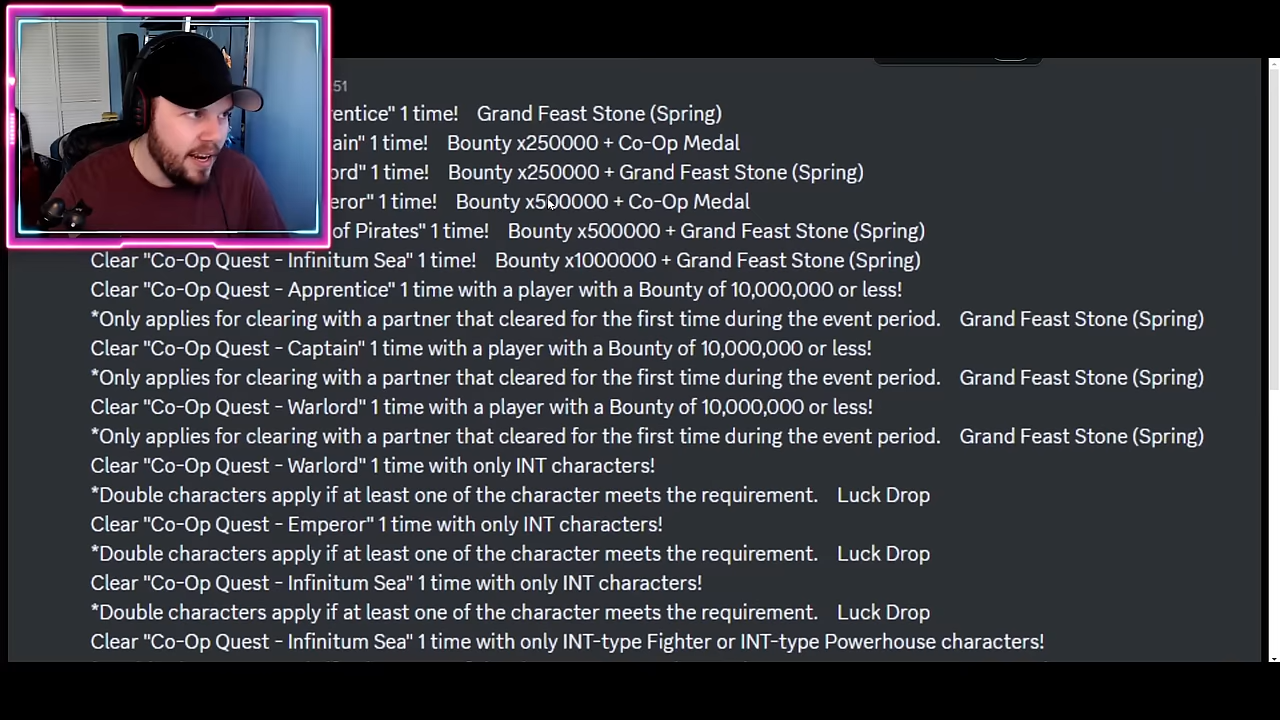 51
entice" 1 time! Grand Feast Stone (Spring)
ain" 1 time! Bounty x250000 + Co-Op Medal
ord" 1 time! Bounty x250000 + Grand Feast Stone (Spring)
eror" 1 time! Bounty x500000 + Co-Op Medal
of Pirates" 1 time! Bounty x500000 + Grand Feast Stone (Spring)
Clear "Co-Op Quest - Infinitum Sea" 1 time! Bounty x1000000 + Grand Feast Stone (Spring)
Clear "Co-Op Quest - Apprentice" 1 time with a player with a Bounty of 10,000,000 or less!
*Only applies for clearing with a partner that cleared for the first time during the event period. Grand Feast Stone (Spring)
Clear "Co-Op Quest - Captain" 1 time with a player with a Bounty of 10,000,000 or less!
*Only applies for clearing with a partner that cleared for the first time during the event period. Grand Feast Stone (Spring)
Clear "Co-Op Quest - Warlord" 1 time with a player with a Bounty of 10,000,000 or less!
*Only applies for clearing with a partner that cleared for the first time during the event period. Grand Feast Stone (Spring)
Clear "Co-Op Quest - Warlord" 1 time with only INT characters!
*Double characters apply if at least one of the character meets the requirement. Luck Drop
Clear "Co-Op Quest - Emperor" 1 time with only INT characters!
*Double characters apply if at least one of the character meets the requirement. Luck Drop
Clear "Co-Op Quest - Infinitum Sea" 1 time with only INT characters!
*Double characters apply if at least one of the character meets the requirement. Luck Drop
Clear "Co-Op Quest - Infinitum Sea" 1 time with only INT-type Fighter or INT-type Powerhouse characters!